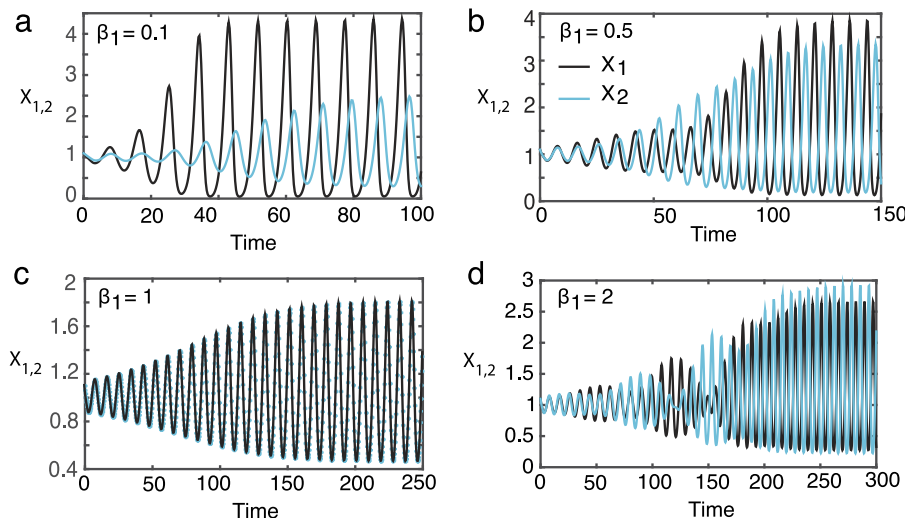 a
β1 = 0.1
X1,2
4
3
2
1
0
0 20 40 60 80 100
Time
b
β1 = 0.5
X1
X2
X1,2
4
3
2
1
0
0 50 100 150
Time
c
β1 = 1
X1,2
2
1.6
1.2
0.8
0.4
0 50 100 150 200 250
Time
d
β1 = 2
X1,2
3
2.5
2
1.5
1
0.5
0
0 50 100 150 200 250 300
Time